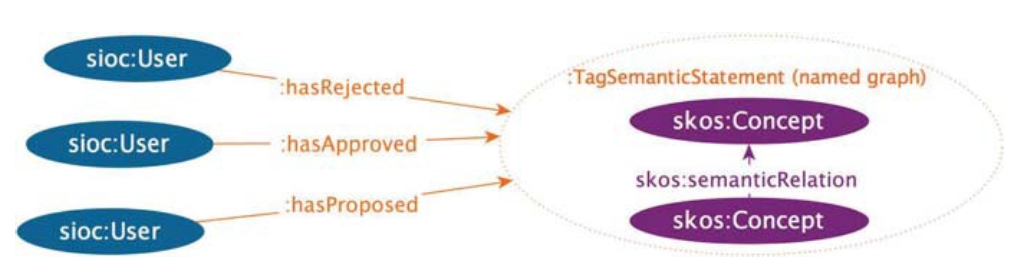 sioc:User
:hasRejected
:TagSemanticStatement (named graph)
skos:Concept
sioc:User
:hasApproved
skos:semanticRelation
:hasProposed
skos:Concept
sioc:User